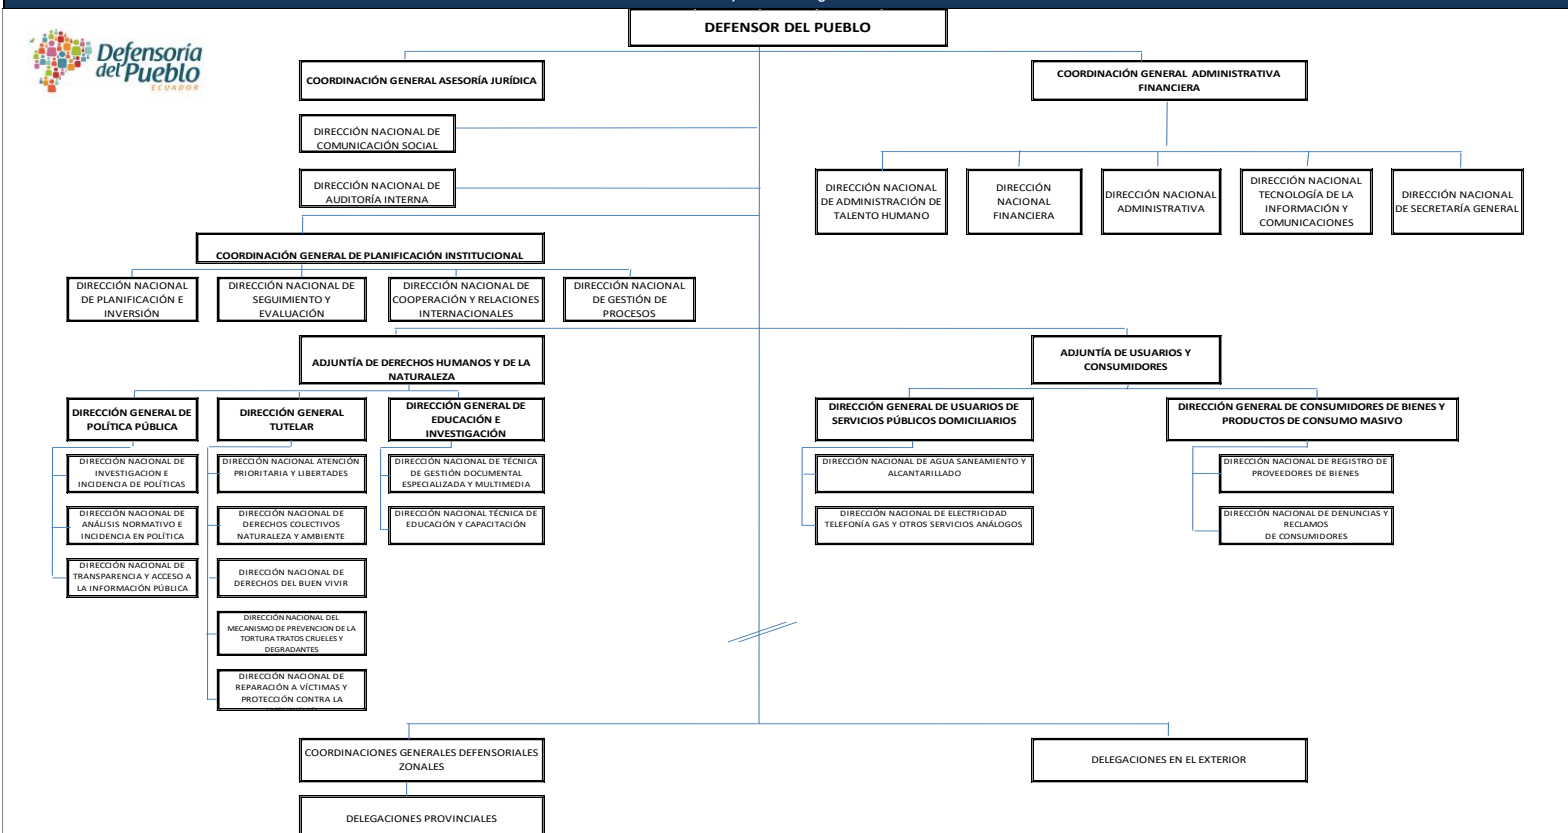 DEFENSOR DEL PUEBLO
Defensoría
del Pueblo
ECUADOR
COORDINACIÓN GENERAL ASESORÍA JURÍDICA
COORDINACIÓN GENERAL ADMINISTRATIVA
FINANCIERA
DIRECCIÓN NACIONAL DE
COMUNICACIÓN SOCIAL
DIRECCIÓN NACIONAL DE
AUDITORÍA INTERNA
DIRECCIÓN NACIONAL
DE ADMINISTRACIÓN DE
TALENTO HUMANO
DIRECCIÓN
NACIONAL
FINANCIERA
DIRECCIÓN NACIONAL
ADMINISTRATIVA
DIRECCIÓN NACIONAL
TECNOLOGÍA DE LA
INFORMACIÓN Y
COMUNICACIONES
DIRECCIÓN NACIONAL
DE SECRETARÍA GENERAL
COORDINACIÓN GENERAL DE PLANIFICACIÓN INSTITUCIONAL
DIRECCIÓN NACIONAL
DE PLANIFICACIÓN E
INVERSIÓN
DIRECCIÓN NACIONAL DE
SEGUIMIENTO Y
EVALUACIÓN
DIRECCIÓN NACIONAL DE
COOPERACIÓN Y RELACIONES
INTERNACIONALES
DIRECCIÓN NACIONAL
DE GESTIÓN DE
PROCESOS
ADJUNTÍA DE DERECHOS HUMANOS Y DE LA
NATURALEZA
ADJUNTÍA DE USUARIOS Y
CONSUMIDORES
DIRECCIÓN GENERAL DE
POLÍTICA PÚBLICA
DIRECCIÓN GENERAL
TUTELAR
DIRECCIÓN GENERAL DE
EDUCACIÓN E
INVESTIGACIÓN
DIRECCIÓN GENERAL DE USUARIOS DE
SERVICIOS PÚBLICOS DOMICILIARIOS
DIRECCIÓN GENERAL DE CONSUMIDORES DE BIENES Y
PRODUCTOS DE CONSUMO MASIVO
DIRECCIÓN NACIONAL DE
INVESTIGACION E
INCIDENCIA DE POLÍTICAS
DIRECCIÓN NACIONAL ATENCIÓN
PRIORITARIA Y LIBERTADES
DIRECCIÓN NACIONAL DE TÉCNICA
DE GESTIÓN DOCUMENTAL
ESPECIALIZADA Y MULTIMEDIA
DIRECCIÓN NACIONAL DE AGUA SANEAMIENTO Y
ALCANTARILLADO
DIRECCIÓN NACIONAL DE REGISTRO DE
PROVEEDORES DE BIENES
DIRECCIÓN NACIONAL DE
ANÁLISIS NORMATIVO E
INCIDENCIA EN POLÍTICA
DIRECCIÓN NACIONAL DE
DERECHOS COLECTIVOS
NATURALEZA Y AMBIENTE
DIRECCIÓN NACIONAL TÉCNICA DE
EDUCACIÓN Y CAPACITACIÓN
DIRECCIÓN NACIONAL DE ELECTRICIDAD
TELEFONÍA GAS Y OTROS SERVICIOS ANÁLOGOS
DIRECCIÓN NACIONAL DE DENUNCIAS Y
RECLAMOS
DE CONSUMIDORES
DIRECCIÓN NACIONAL DE
TRANSPARENCIA Y ACCESO A
LA INFORMACIÓN PÚBLICA
DIRECCIÓN NACIONAL DE
DERECHOS DEL BUEN VIVIR
DIRECCIÓN NACIONAL DEL
MECANISMO DE PREVENCION DE LA
TORTURA TRATOS CRUELES Y
DEGRADANTES
DIRECCIÓN NACIONAL DE
REPARACIÓN A VÍCTIMAS Y
PROTECCIÓN CONTRA LA
COORDINACIONES GENERALES DEFENSORIALES
ZONALES
DELEGACIONES EN EL EXTERIOR
DELEGACIONES PROVINCIALES